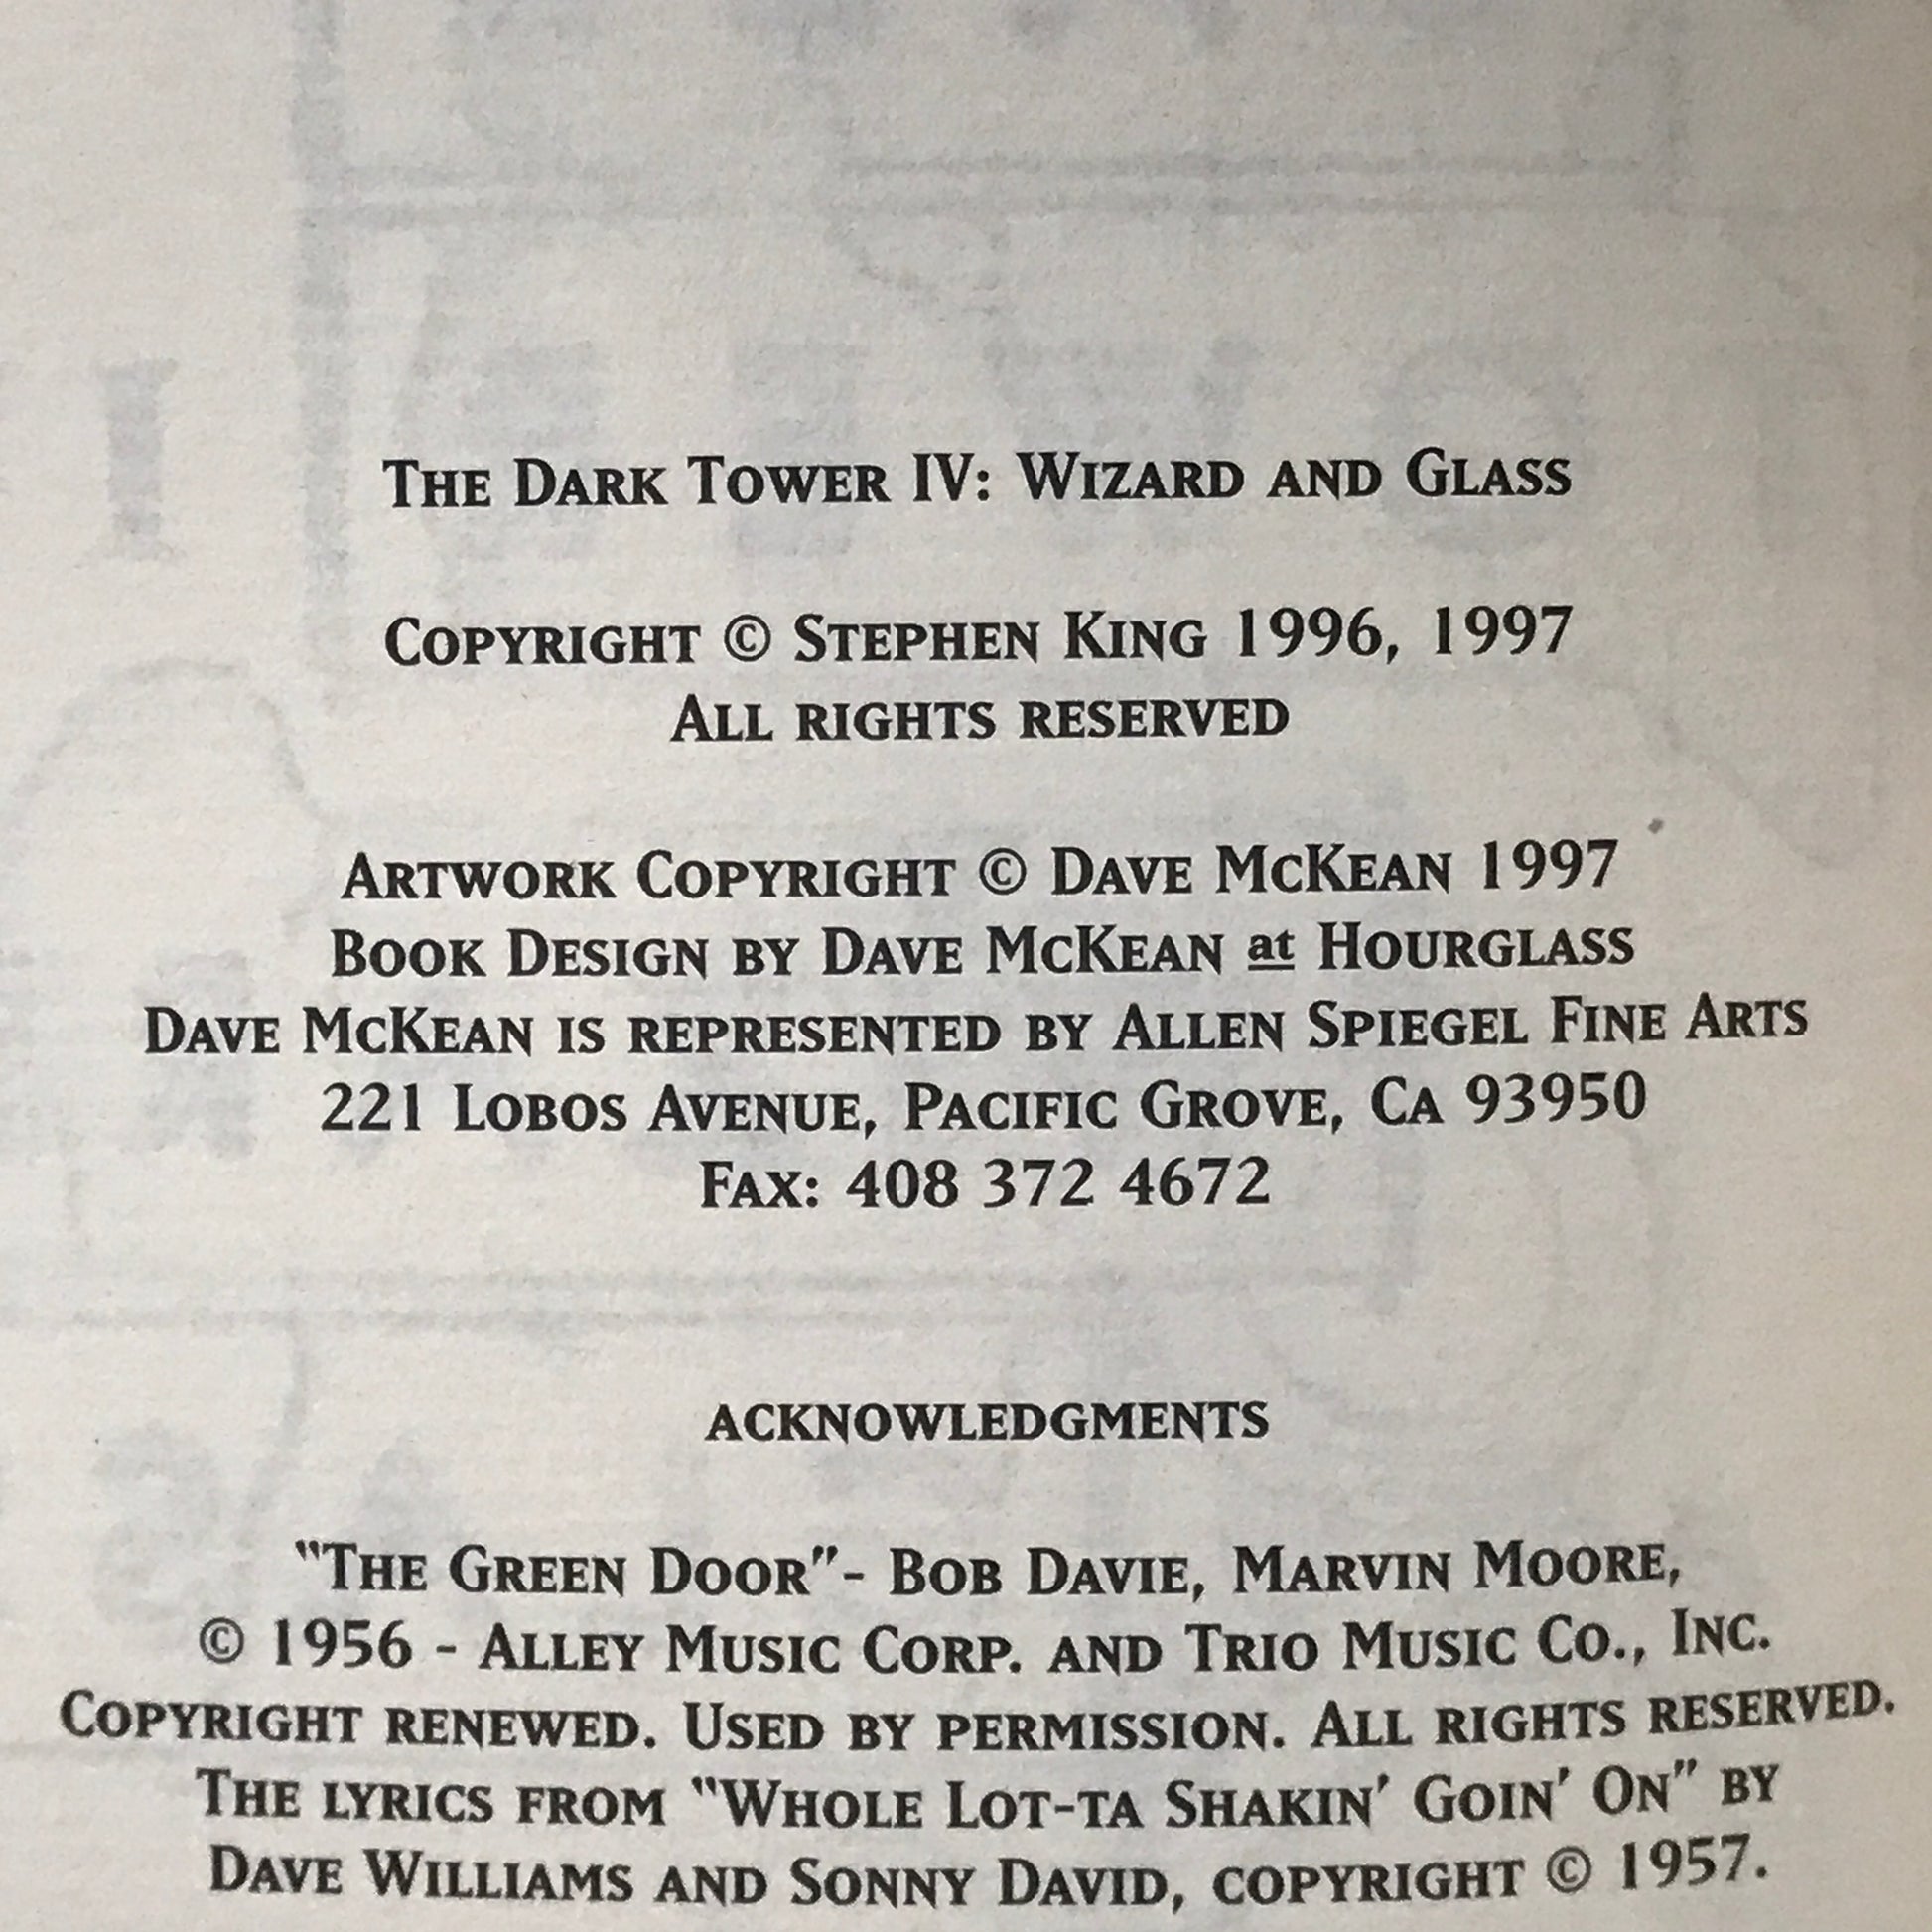 The Dark Tower IV: Wizard and Glass
Copyright © Stephen King 1996, 1997
All rights reserved
Artwork Copyright © Dave McKean 1997
Book Design by Dave McKean at Hourglass
Dave McKean is represented by Allen Spiegel Fine Arts
221 Lobos Avenue, Pacific Grove, Ca 93950
Fax: 408 372 4672
acknowledgments
"The Green Door"- Bob Davie, Marvin Moore,
© 1956 - Alley Music Corp. and Trio Music Co., Inc.
Copyright renewed. Used by permission. All rights reserved.
The lyrics from "Whole Lot-ta Shakin' Goin' On" by
Dave Williams and Sonny David, copyright © 1957.